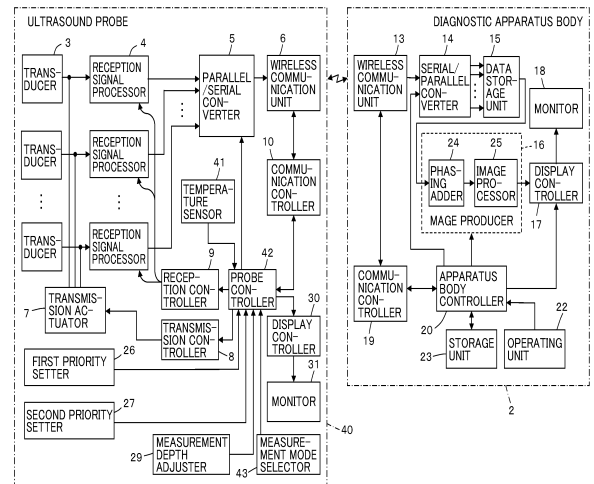 ULTRASOUND PROBE
DIAGNOSTIC APPARATUS BODY
3
TRANS-
DUCER
TRANS-
DUCER
TRANS-
DUCER
4
RECEPTION
SIGNAL
PROCESSOR
RECEPTION
SIGNAL
PROCESSOR
RECEPTION
SIGNAL
PROCESSOR
5
PARALLEL
/SERIAL CON-
VERTER
6
WIRELESS
COMMUNI-
CATION
UNIT
13
WIRELESS
COMMUNI-
CATION
UNIT
14
SERIAL/
PARALLEL
CON-
VERTER
15
DATA
STOR-
AGE
UNIT
18
MONITOR
16
24
PHAS-
ING
ADDER
25
IMAGE
PRO-
CESSOR
MAGE PRODUCER
DISPLAY CON-
TROLLER
17
10
COMMUNI-
CATION
CON-
TROLLER
41
TEMPERA-
TURE
SENSOR
9
RECEP-
TION CON-
TROLLER
42
PROBE
CON-
TROLLER
7
TRANSMIS-
SION AC-
TUATOR
TRANSMIS-
SION CON-
TROLLER
8
30
DISPLAY
CON-
TROLLER
31
MONITOR
COMMUNI-
CATION CON-
TROLLER
19
APPARATUS
BODY
CONTROLLER
20
STORAGE
UNIT
23
22
OPERATING
UNIT
26
FIRST PRIORITY
SETTER
27
SECOND PRIORITY
SETTER
MEASUREMENT
DEPTH
ADJUSTER
29
MEASURE-
MENT MODE
SELECTOR
43
40
2